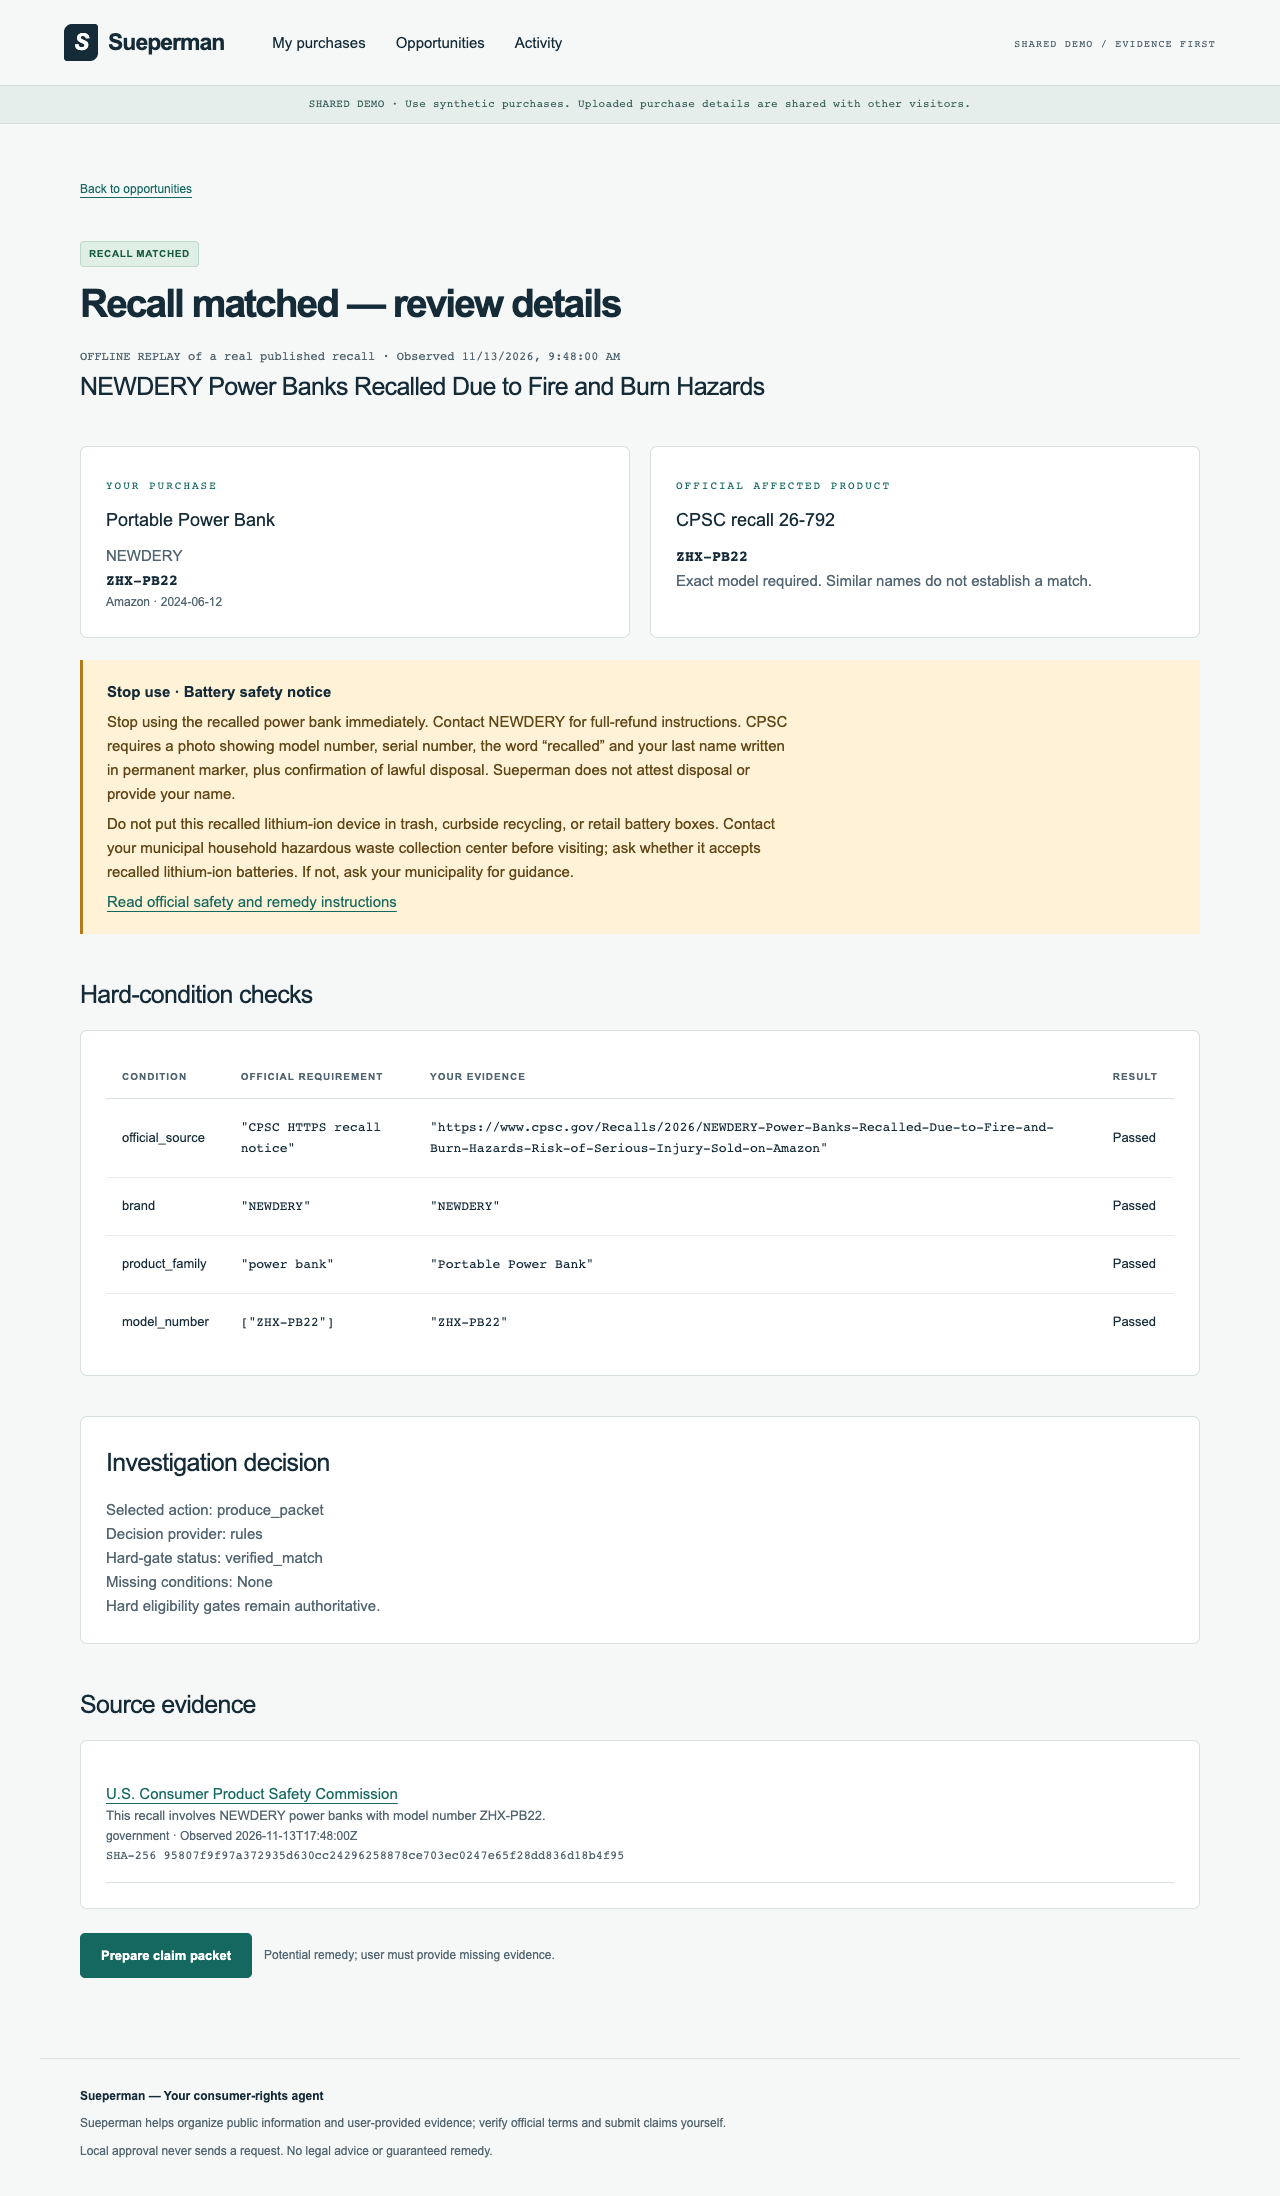 S Sueperman My purchases Opportunities Activity SHARED DEMO / EVIDENCE FIRST
SHARED DEMO · Use synthetic purchases. Uploaded purchase details are shared with other visitors.
Back to opportunities
RECALL MATCHED
Recall matched — review details
OFFLINE REPLAY of a real published recall · Observed 11/13/2026, 9:48:00 AM
NEWDERY Power Banks Recalled Due to Fire and Burn Hazards
YOUR PURCHASE
Portable Power Bank
NEWDERY
ZHX-PB22
Amazon · 2024-06-12
OFFICIAL AFFECTED PRODUCT
CPSC recall 26-792
ZHX-PB22
Exact model required. Similar names do not establish a match.
Stop use · Battery safety notice
Stop using the recalled power bank immediately. Contact NEWDERY for full-refund instructions. CPSC
requires a photo showing model number, serial number, the word “recalled” and your last name written
in permanent marker, plus confirmation of lawful disposal. Sueperman does not attest disposal or
provide your name.
Do not put this recalled lithium-ion device in trash, curbside recycling, or retail battery boxes. Contact
your municipal household hazardous waste collection center before visiting; ask whether it accepts
recalled lithium-ion batteries. If not, ask your municipality for guidance.
Read official safety and remedy instructions
Hard-condition checks
CONDITION OFFICIAL REQUIREMENT YOUR EVIDENCE RESULT
official_source "CPSC HTTPS recall notice" "https://www.cpsc.gov/Recalls/2026/NEWDERY-Power-Banks-Recalled-Due-to-Fire-and-Burn-Hazards-Risk-of-Serious-Injury-Sold-on-Amazon" Passed
brand "NEWDERY" "NEWDERY" Passed
product_family "power bank" "Portable Power Bank" Passed
model_number ["ZHX-PB22"] "ZHX-PB22" Passed
Investigation decision
Selected action: produce_packet
Decision provider: rules
Hard-gate status: verified_match
Missing conditions: None
Hard eligibility gates remain authoritative.
Source evidence
U.S. Consumer Product Safety Commission
This recall involves NEWDERY power banks with model number ZHX-PB22.
government · Observed 2026-11-13T17:48:00Z
SHA-256 95807f9f97a372935d630cc24296258878ce703ec0247e65f28dd836d18b4f95
Prepare claim packet Potential remedy; user must provide missing evidence.
Sueperman — Your consumer-rights agent
Sueperman helps organize public information and user-provided evidence; verify official terms and submit claims yourself.
Local approval never sends a request. No legal advice or guaranteed remedy.